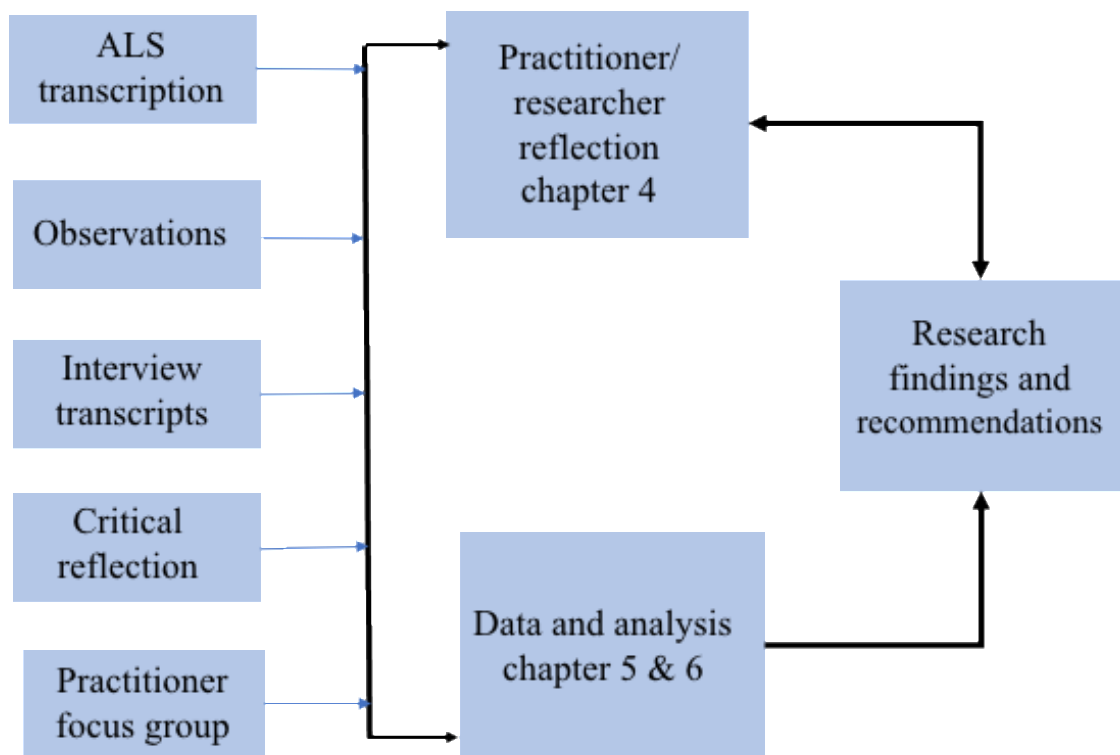 ALS
transcription
Observations
Interview
transcripts
Critical
reflection
Practitioner
focus group
Practitioner/
researcher
reflection
chapter 4
Data and analysis
chapter 5 & 6
Research
findings and
recommendations